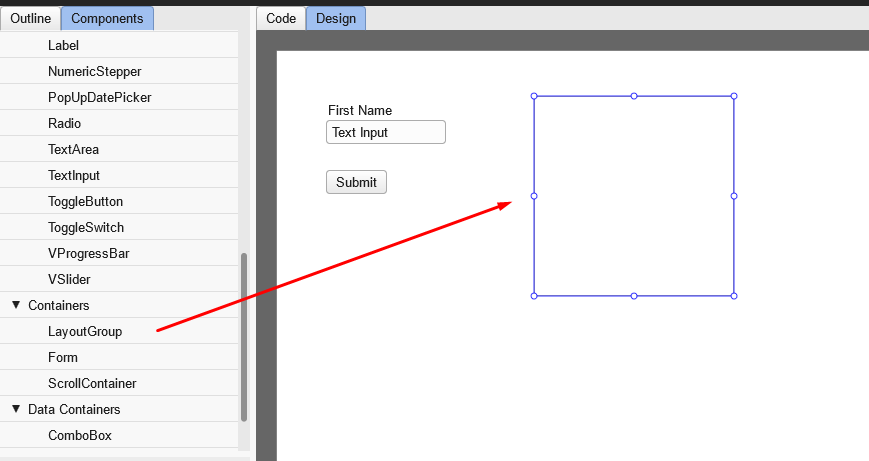 Outline
Components
Code
Design
Label
NumericStepper
PopUpDatePicker
Radio
TextArea
TextInput
ToggleButton
ToggleSwitch
VProgressBar
VSlider
Containers
LayoutGroup
Form
ScrollContainer
Data Containers
ComboBox
First Name
Text Input
Submit